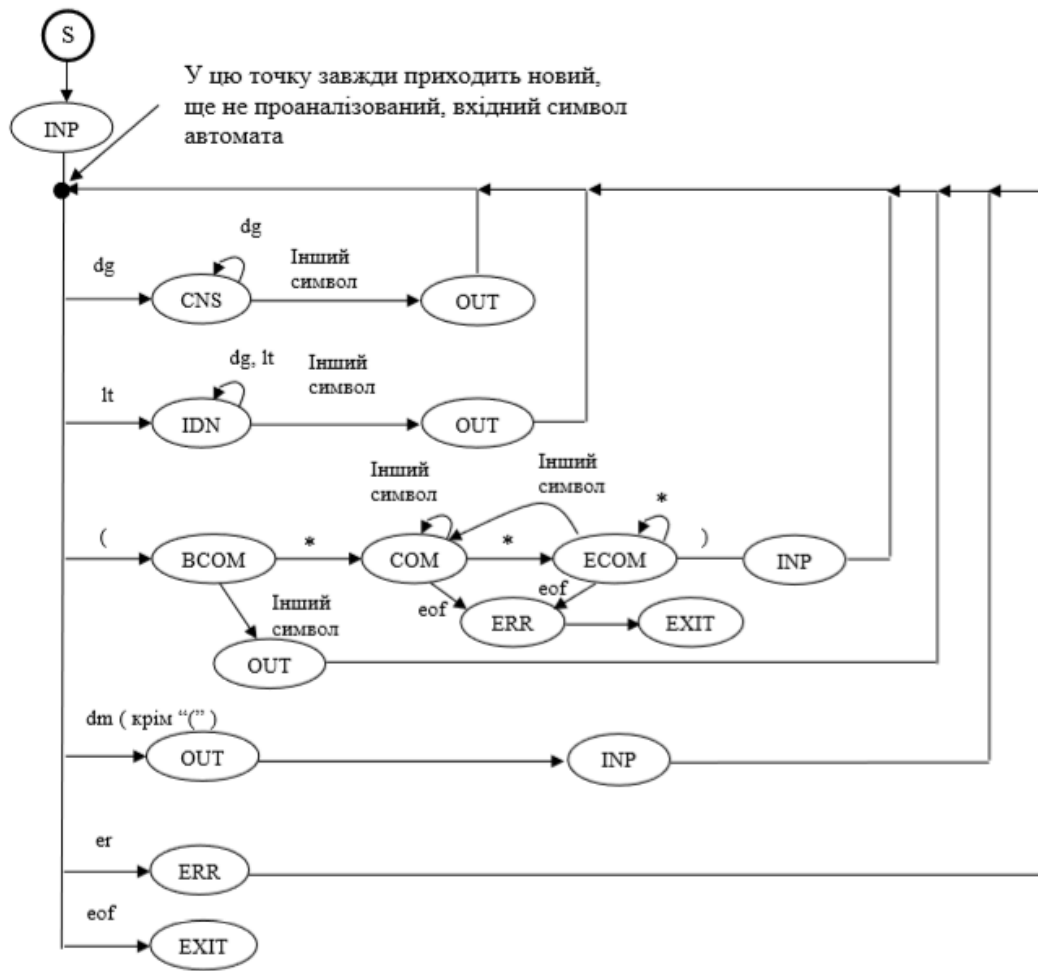 S
У цю точку завжди приходить новий,
ще не проаналізований, вхідний символ
автомата
INP
dg
dg
Інший
символ
CNS
OUT
dg, lt
Інший
символ
lt
IDN
OUT
Інший
символ
Інший
символ
*
(
BCOM
*
COM
*
ECOM
)
INP
eof
eof
ERR
EXIT
Інший
символ
OUT
dm ( крім “(” )
OUT
INP
er
ERR
eof
EXIT